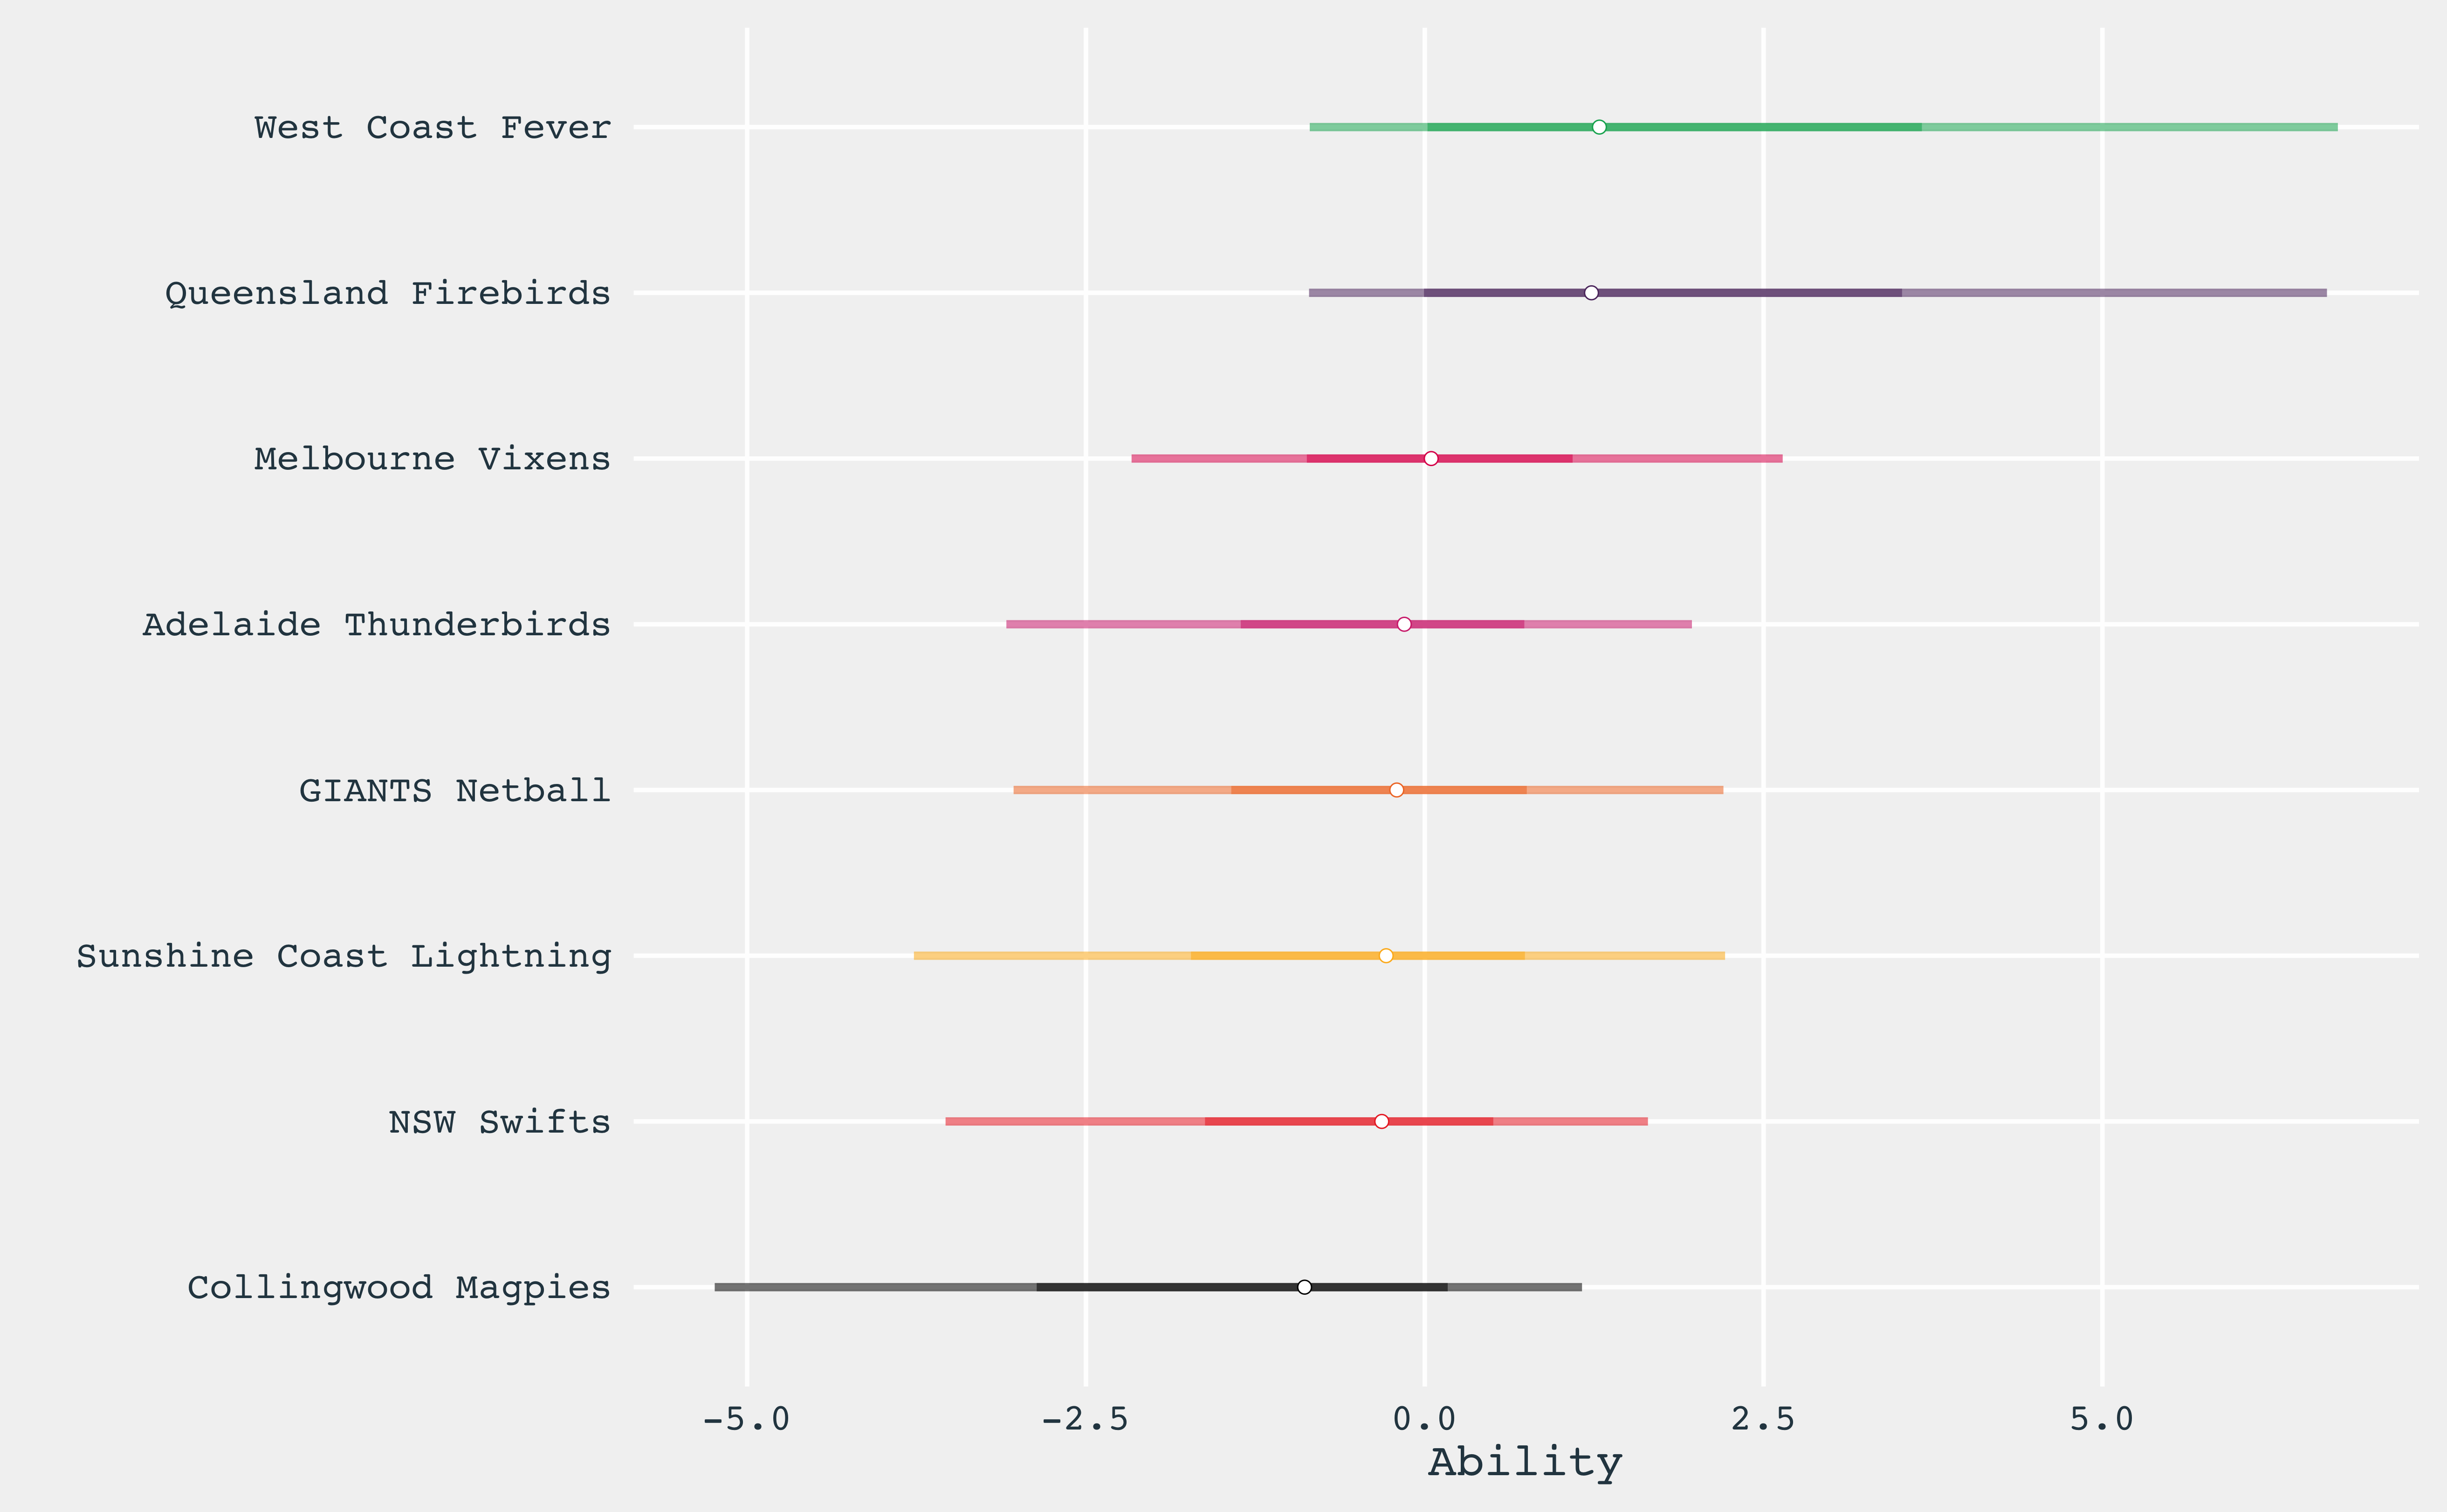 West Coast Fever
Queensland Firebirds
Melbourne Vixens
Adelaide Thunderbirds
GIANTS Netball
Sunshine Coast Lightning
NSW Swifts
Collingwood Magpies
-5.0 -2.5 0.0 2.5 5.0
Ability